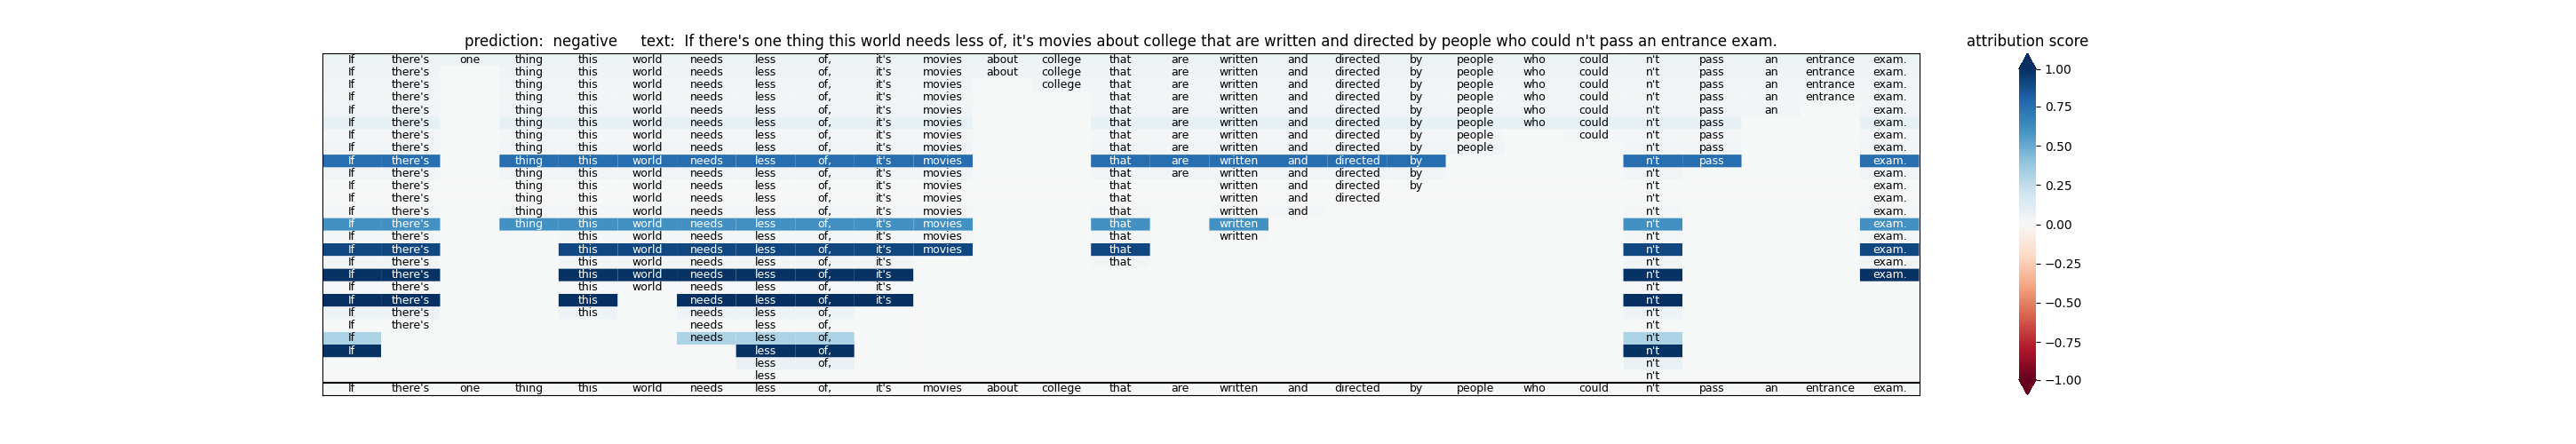 prediction:  negative     text:  If there's one thing this world needs less of, it's movies about college that are written and directed by people who could n't pass an entrance exam.
If there's one thing this world needs less of, it's movies about college that are written and directed by people who could n't pass an entrance exam.
If there's thing this world needs less of, it's movies about college that are written and directed by people who could n't pass an entrance exam.
If there's thing this world needs less of, it's movies college that are written and directed by people who could n't pass an entrance exam.
If there's thing this world needs less of, it's movies that are written and directed by people who could n't pass an entrance exam.
If there's thing this world needs less of, it's movies that are written and directed by people who could n't pass an exam.
If there's thing this world needs less of, it's movies that are written and directed by people who could n't pass exam.
If there's thing this world needs less of, it's movies that are written and directed by people could n't pass exam.
If there's thing this world needs less of, it's movies that are written and directed by people n't pass exam.
If there's thing this world needs less of, it's movies that are written and directed by n't pass exam.
If there's thing this world needs less of, it's movies that are written and directed by n't exam.
If there's thing this world needs less of, it's movies that written and directed by n't exam.
If there's thing this world needs less of, it's movies that written and directed n't exam.
If there's thing this world needs less of, it's movies that written and n't exam.
If there's thing this world needs less of, it's movies that written n't exam.
If there's this world needs less of, it's movies that written n't exam.
If there's this world needs less of, it's movies that n't exam.
If there's this world needs less of, it's that n't exam.
If there's this world needs less of, it's n't exam.
If there's this world needs less of, it's n't
If there's this needs less of, it's n't
If there's this needs less of, n't
If there's needs less of, n't
If needs less of, n't
If less of, n't
less of, n't
less n't
If there's one thing this world needs less of, it's movies about college that are written and directed by people who could n't pass an entrance exam.
attribution score
1.00
0.75
0.50
0.25
0.00
−0.25
−0.50
−0.75
−1.00